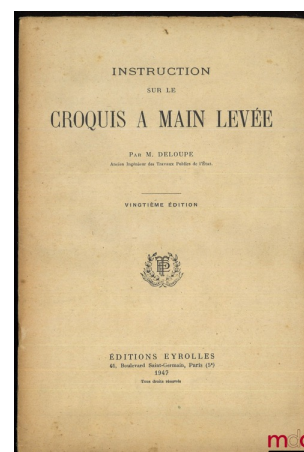 INSTRUCTION
SUR LE
CROQUIS A MAIN LEVÉE
PAR M. DELOUPE
Ancien Ingénieur des Travaux Publics de l'État.
VINGTIÈME ÉDITION
ÉDITIONS EYROLLES
61, Boulevard Saint-Germain, Paris (5e)
1947
Tous droits réservés